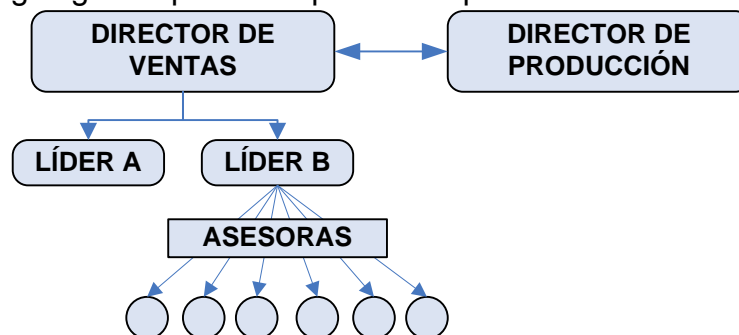 DIRECTOR DE
VENTAS
DIRECTOR DE
PRODUCCIÓN
LÍDER A
LÍDER B
ASESORAS